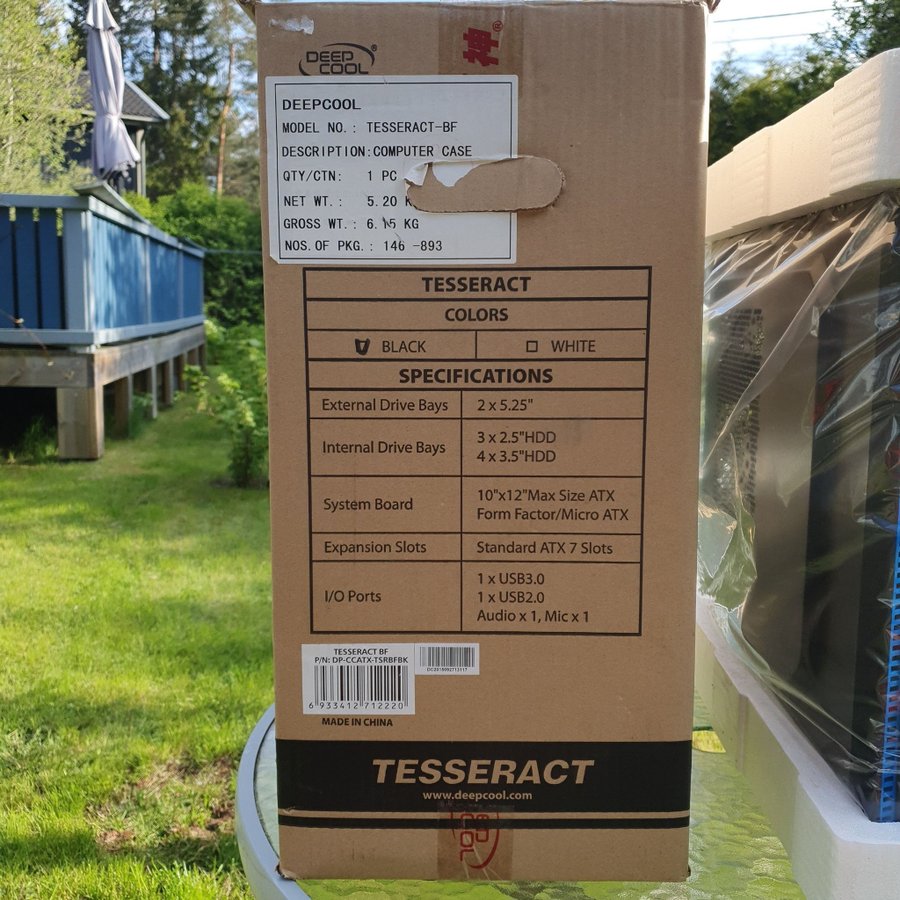 DEEP
COOL
®
神®
DEEPCOOL
MODEL NO.: TESSERACT-BF
DESCRIPTION:COMPUTER CASE
QTY/CTN: 1 PC
NET WT.: 5.20 K
GROSS WT.: 6.15 KG
NOS.OF PKG.: 146 -893
TESSERACT
COLORS
BLACK WHITE
SPECIFICATIONS
External Drive Bays 2 x 5.25"
Internal Drive Bays 3 x 2.5"HDD
4 x 3.5"HDD
System Board 10"x12"Max Size ATX
Form Factor/Micro ATX
Expansion Slots Standard ATX 7 Slots
I/O Ports 1 x USB3.0
1 x USB2.0
Audio x 1, Mic x 1
TESSERACT BF
P/N: DP-CCATX-TSRBFBK
6 933412 712220
MADE IN CHINA
TESSERACT
www.deepcool.com